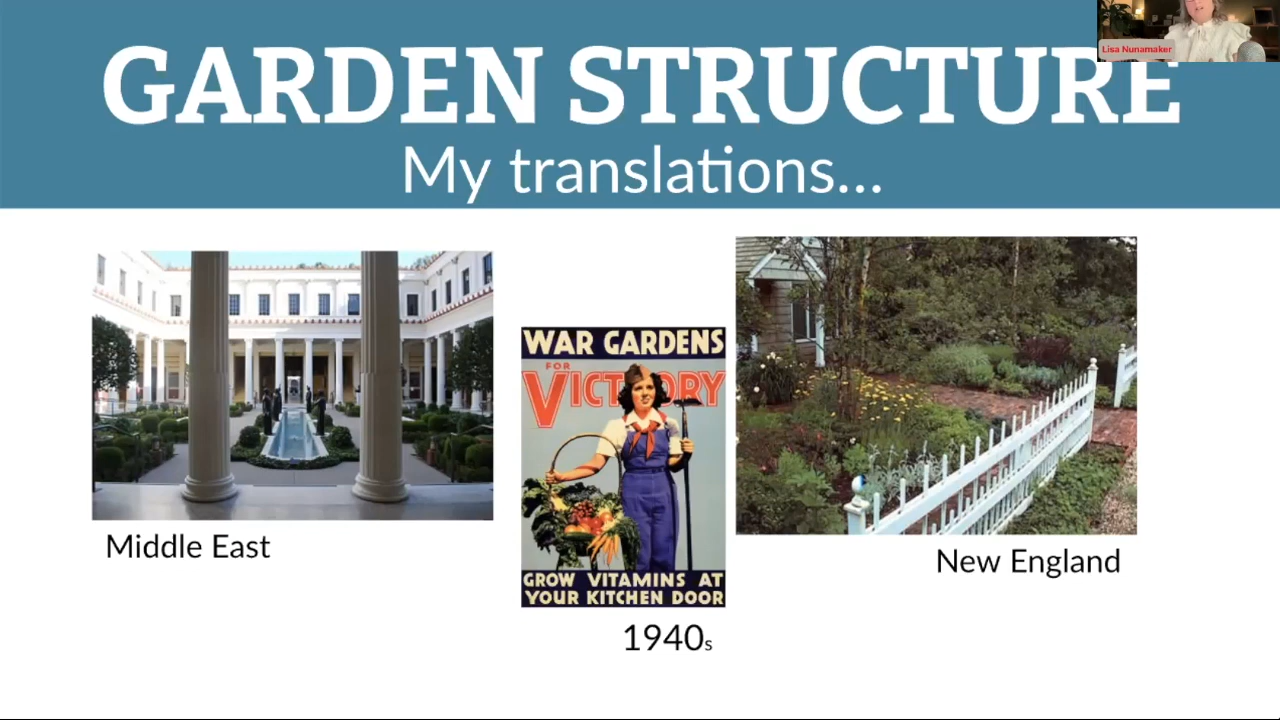 GARDEN STRUCTURE
Lisa Nunamaker
My translations...
WAR GARDENS
FOR
VICTORY
GROW VITAMINS AT
YOUR KITCHEN DOOR
Middle East
New England
1940s